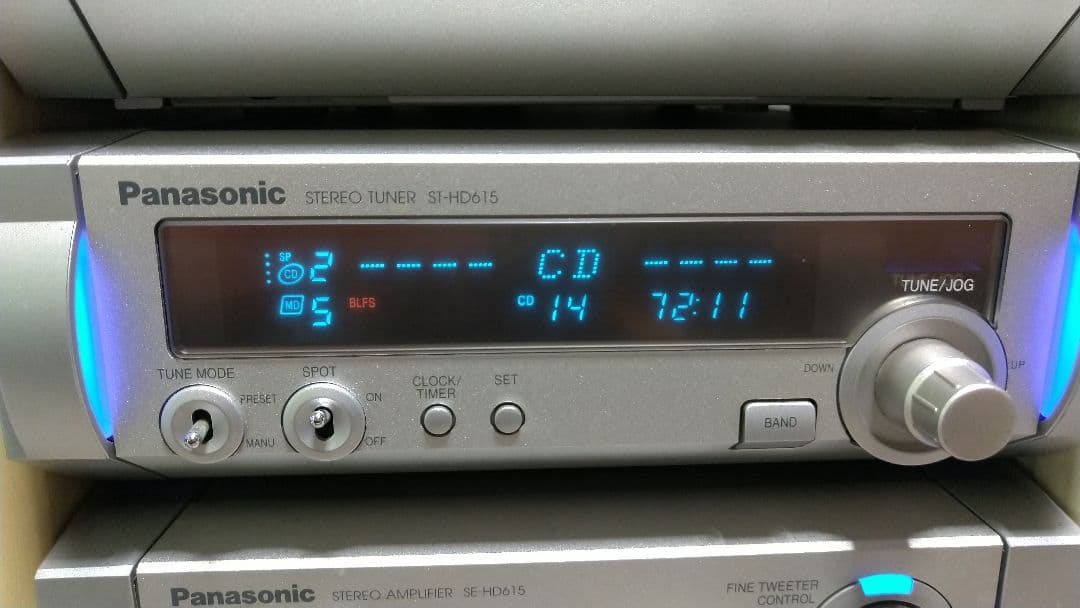 Panasonic STEREO TUNER ST-HD615
SP
CD 2 ---- CD ----
MD 5 BLFS CD 14 72:11
TUNE/JOG
DOWN UP
TUNE MODE SPOT CLOCK/TIMER SET
PRESET ON
MANU OFF
BAND
Panasonic STEREO AMPLIFIER SE-HD615
FINE TWEETER
CONTROL